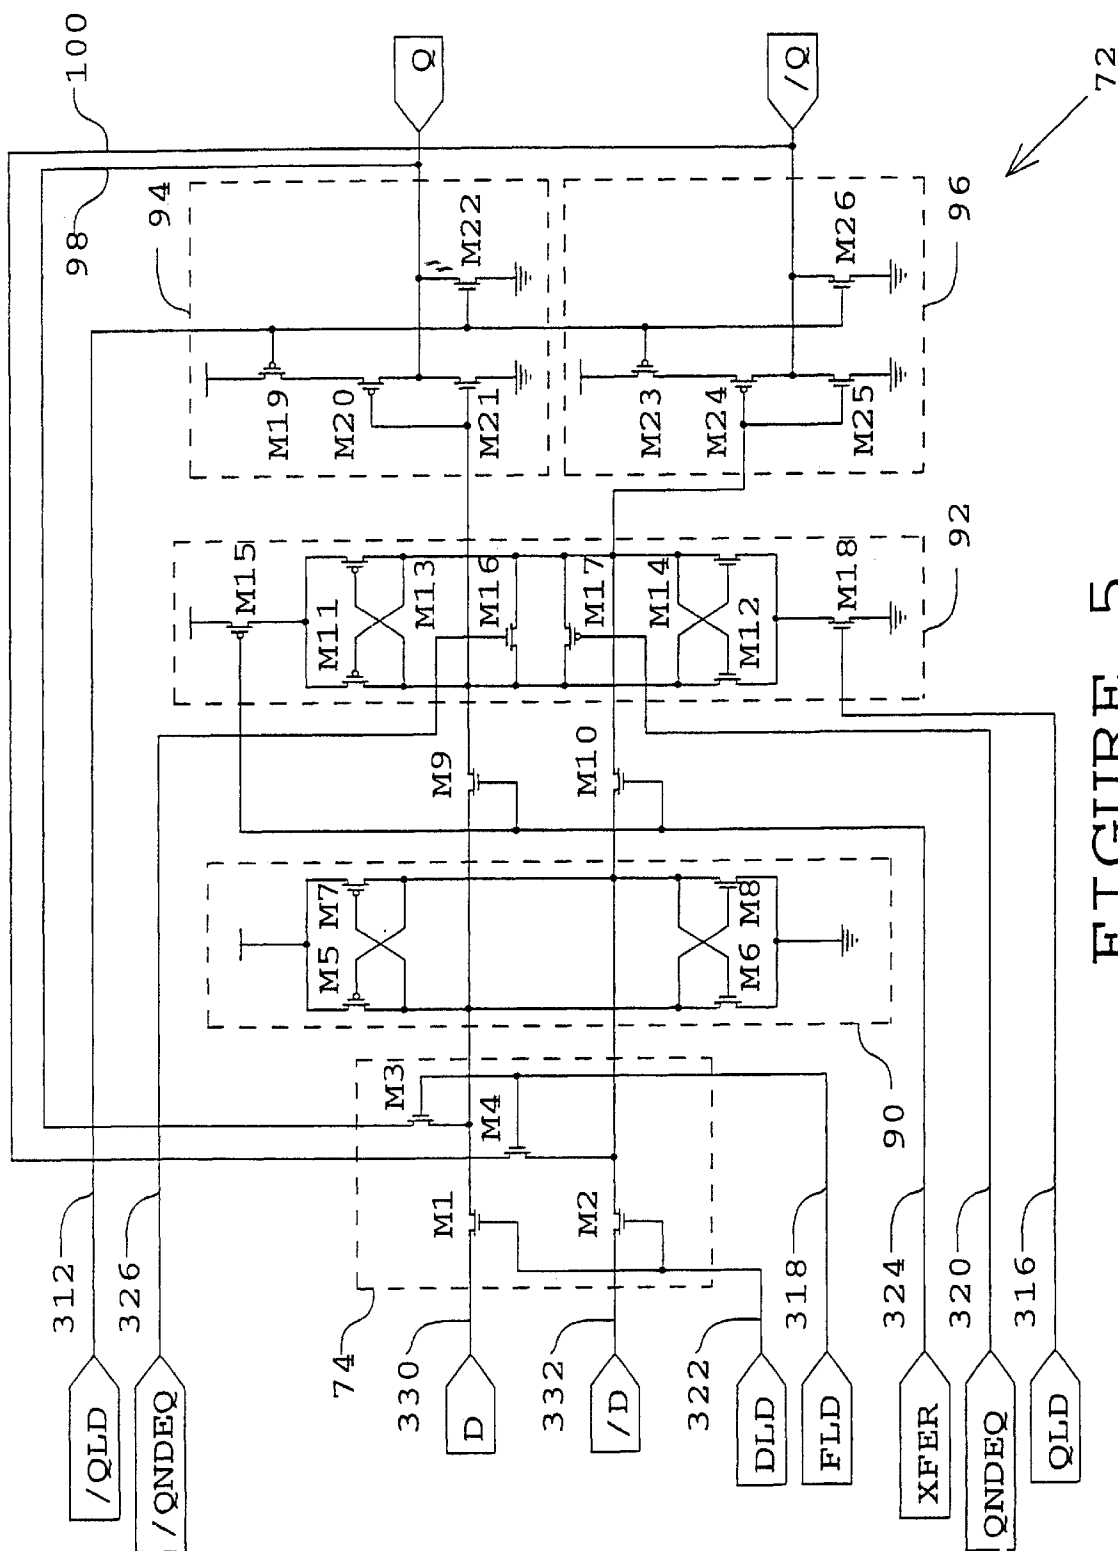 /QLD
312
/QNDEQ
326
74
D
330
/D
332
DLD
322
FLD
318
XFER
324
QNDEQ
320
QLD
316
M1
M2
M3
M4
90
M5
M7
M6
M8
M9
M10
92
M15
M11
M13
M16
M17
M14
M12
M18
94
M19
M20
M21
M22
96
M23
M24
M25
M26
98
100
Q
/Q
72
FIGURE 5